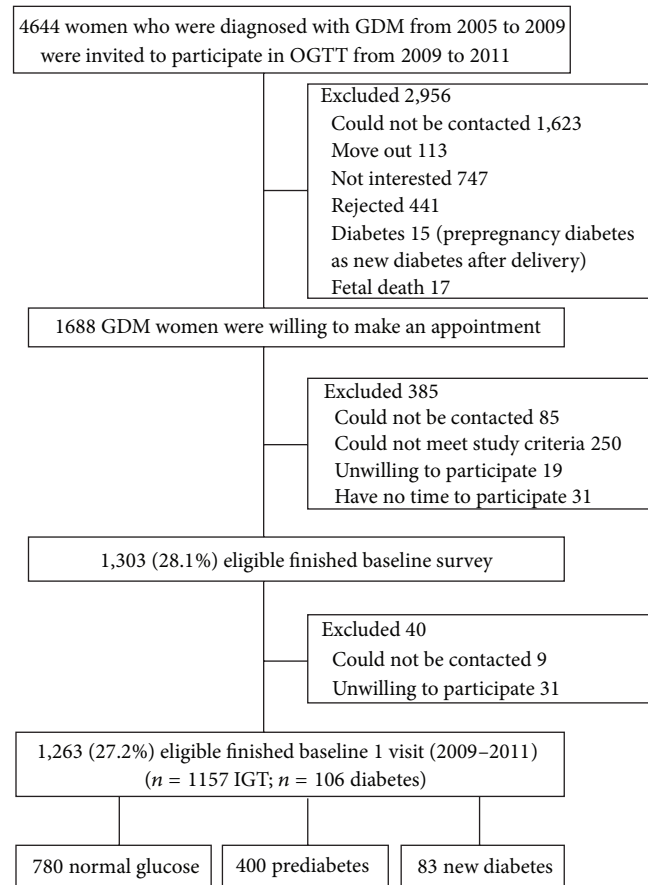 4644 women who were diagnosed with GDM from 2005 to 2009
were invited to participate in OGTT from 2009 to 2011
Excluded 2,956
Could not be contacted 1,623
Move out 113
Not interested 747
Rejected 441
Diabetes 15 (prepregnancy diabetes
as new diabetes after delivery)
Fetal death 17
1688 GDM women were willing to make an appointment
Excluded 385
Could not be contacted 85
Could not meet study criteria 250
Unwilling to participate 19
Have no time to participate 31
1,303 (28.1%) eligible finished baseline survey
Excluded 40
Could not be contacted 9
Unwilling to participate 31
1,263 (27.2%) eligible finished baseline 1 visit (2009–2011)
(n = 1157 IGT; n = 106 diabetes)
780 normal glucose
400 prediabetes
83 new diabetes